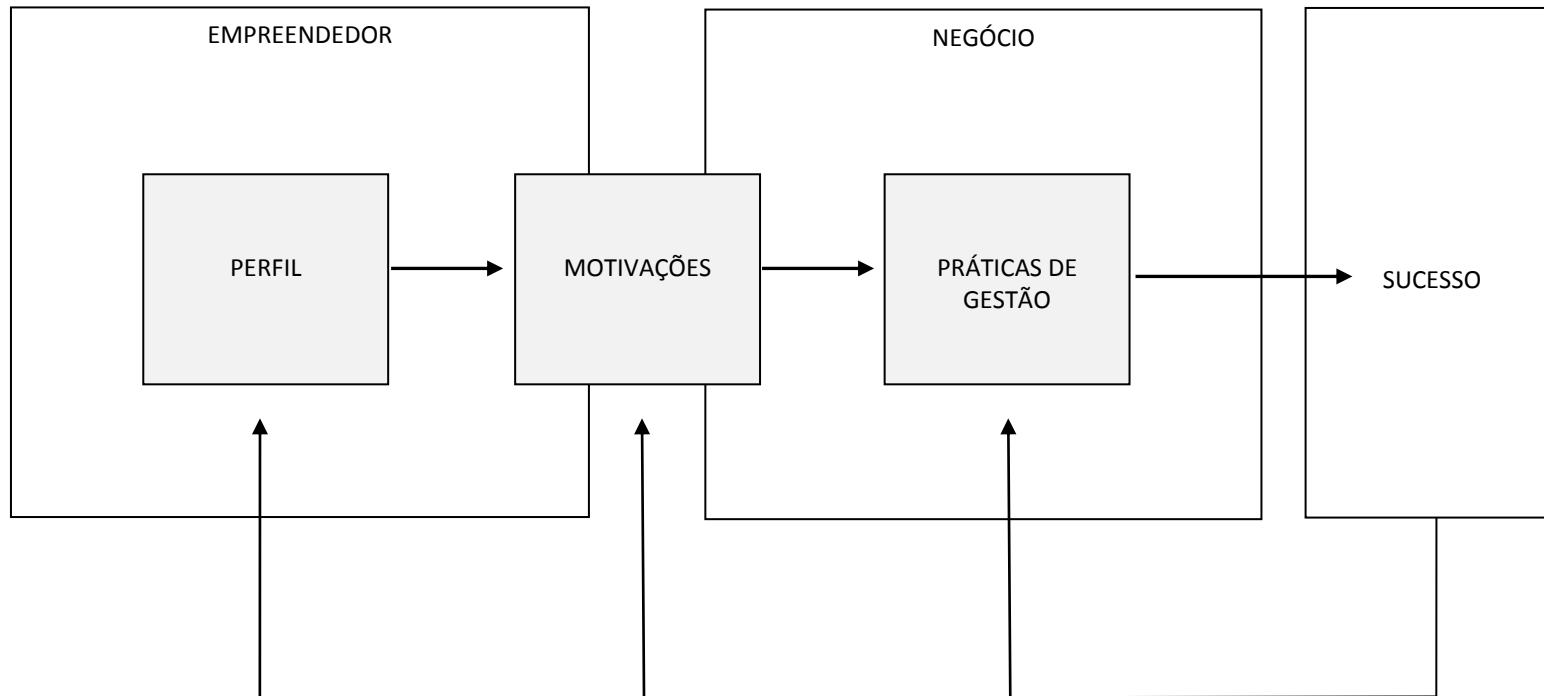 EMPREENDEDOR
NEGÓCIO
PERFIL
MOTIVAÇÕES
PRÁTICAS DE
GESTÃO
SUCESSO